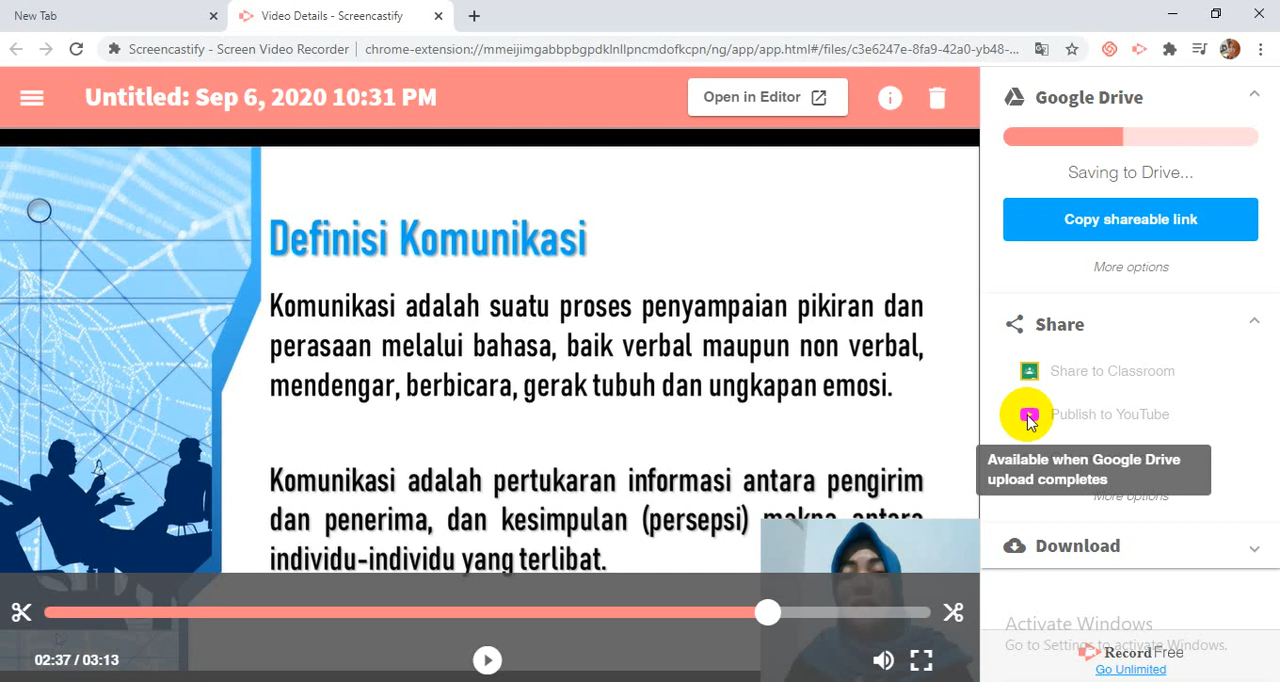 New Tab
Video Details - Screencastify
Screencastify - Screen Video Recorder
chrome-extension://mmeijimgabbpbgpdklnllpncmdofkcpn/ng/app/app.html#/files/c3e6247e-8fa9-42a0-yb48-...
Untitled: Sep 6, 2020 10:31 PM
Open in Editor
Definisi Komunikasi
Komunikasi adalah suatu proses penyampaian pikiran dan
perasaan melalui bahasa, baik verbal maupun non verbal,
mendengar, berbicara, gerak tubuh dan ungkapan emosi.
Komunikasi adalah pertukaran informasi antara pengirim
dan penerima, dan kesimpulan (persepsi) makna antara
individu-individu yang terlibat.
02:37 / 03:13
Google Drive
Saving to Drive...
Copy shareable link
More options
Share
Share to Classroom
Publish to YouTube
Available when Google Drive
upload completes
More options
Download
Activate Windows
Go to Settings to activate Windows.
RecordFree
Go Unlimited